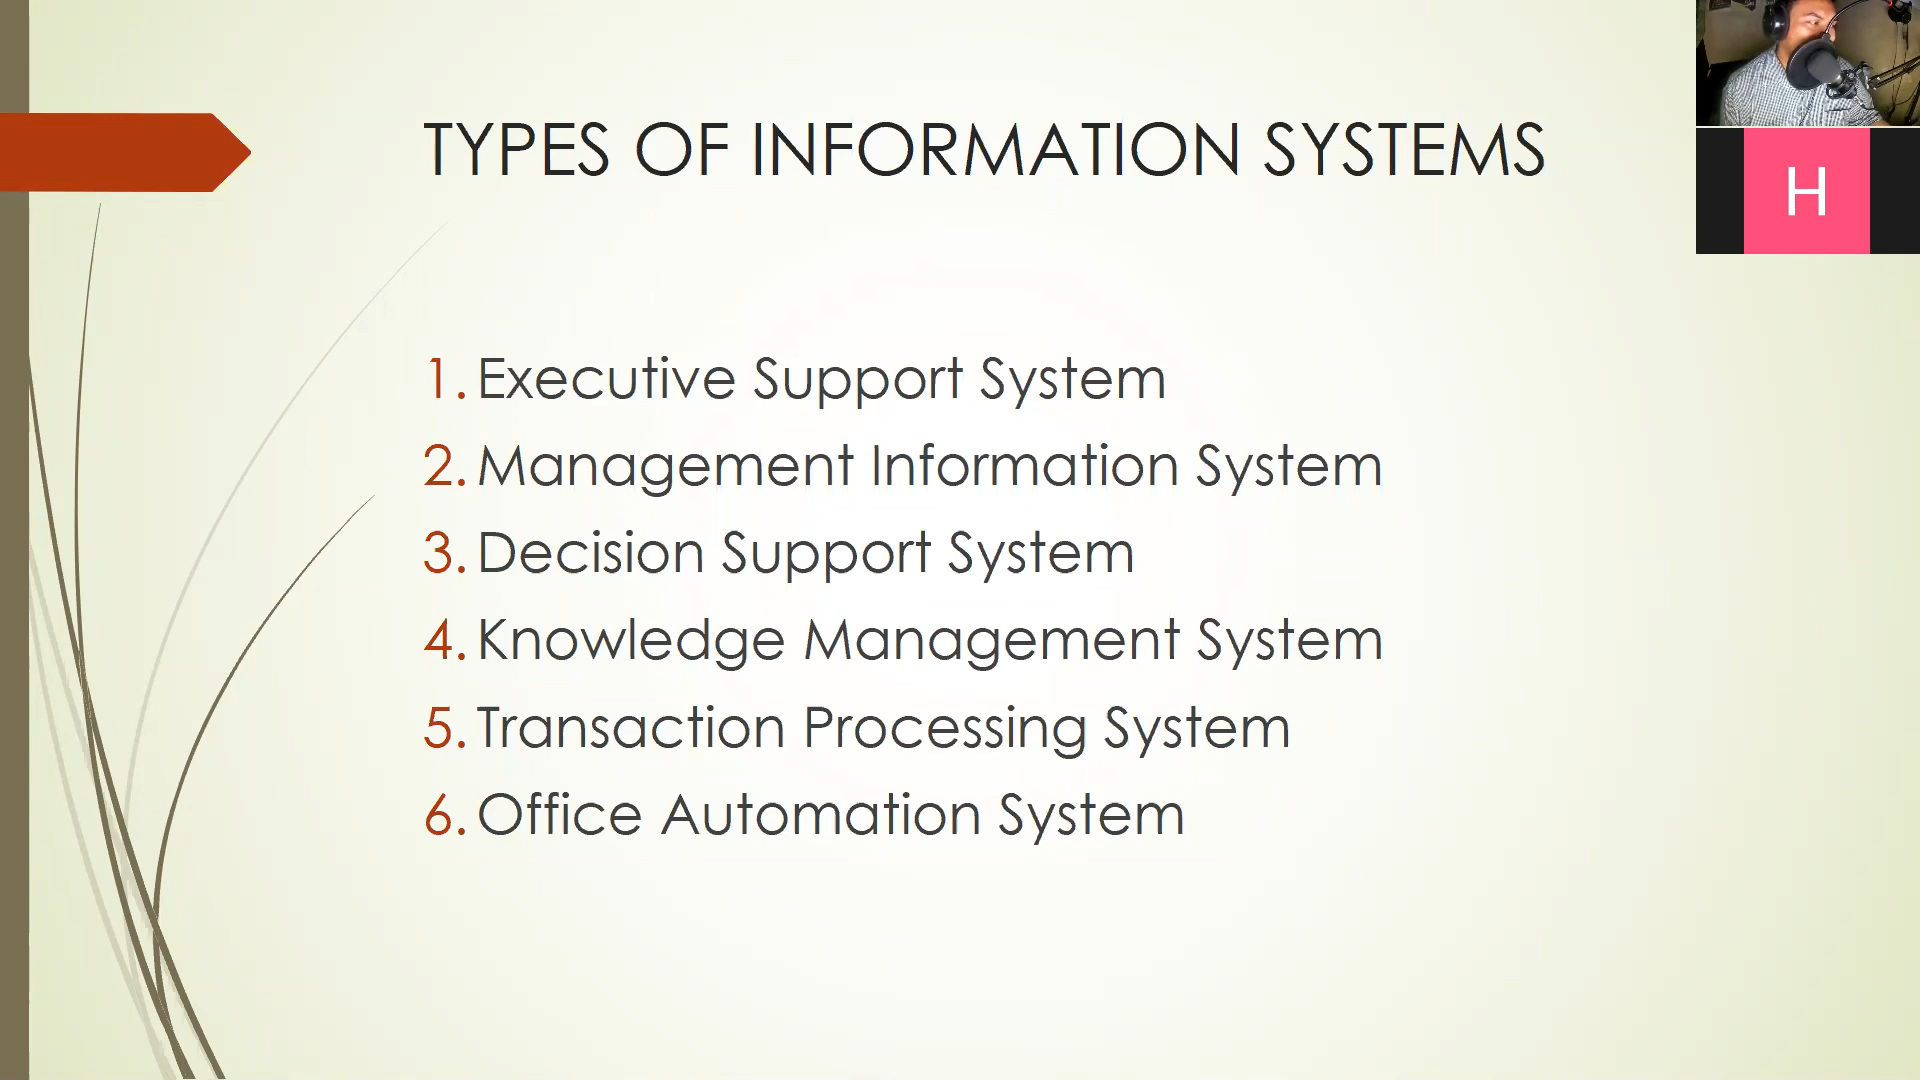 TYPES OF INFORMATION SYSTEMS
H
1. Executive Support System
2. Management Information System
3. Decision Support System
4. Knowledge Management System
5. Transaction Processing System
6. Office Automation System